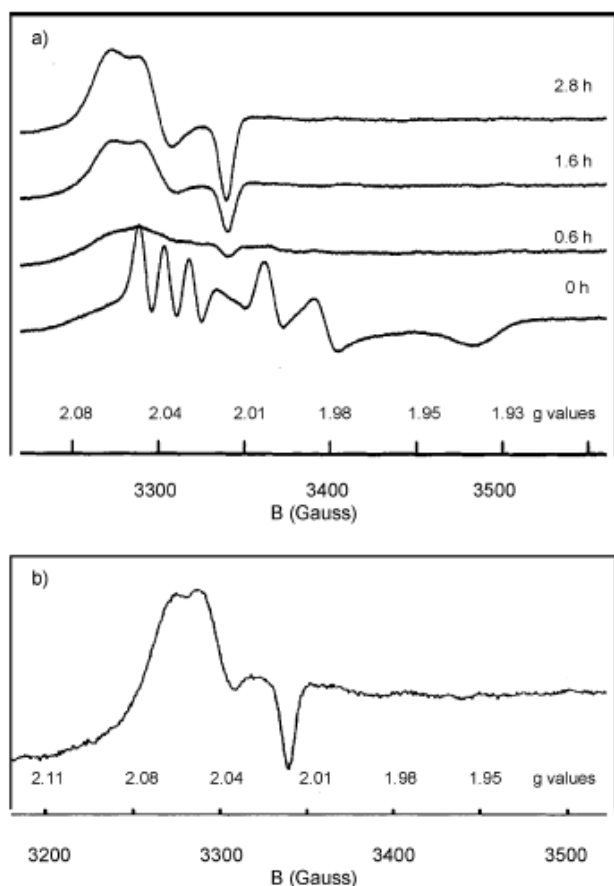 a)
2.8 h
1.6 h
0.6 h
0 h
2.08 2.04 2.01 1.98 1.95 1.93 g values
3300 3400 3500
B (Gauss)
b)
2.11 2.08 2.04 2.01 1.98 1.95 g values
3200 3300 3400 3500
B (Gauss)